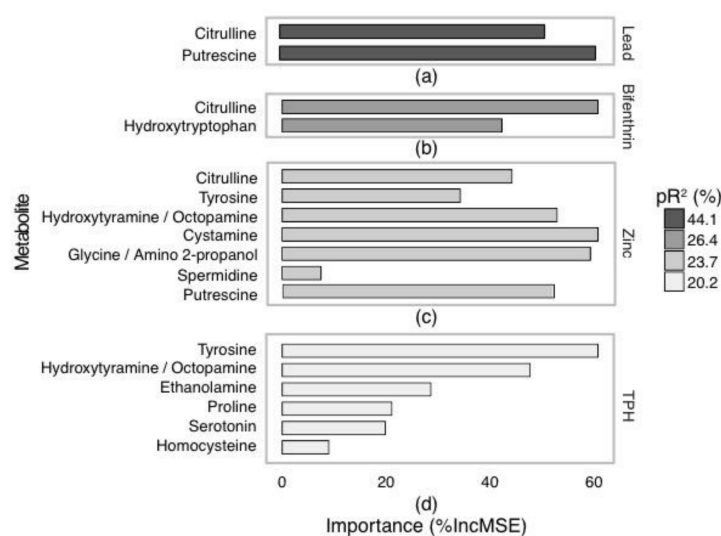 Citrulline
Putrescine
Lead
(a)
Citrulline
Hydroxytryptophan
Bifenthrin
(b)
Metabolite
Citrulline
Tyrosine
Hydroxytyramine / Octopamine
Cystamine
Glycine / Amino 2-propanol
Spermidine
Putrescine
Zinc
(c)
Tyrosine
Hydroxytyramine / Octopamine
Ethanolamine
Proline
Serotonin
Homocysteine
TPH
0 20 40 60
(d)
Importance (%IncMSE)
pR² (%)
44.1
26.4
23.7
20.2